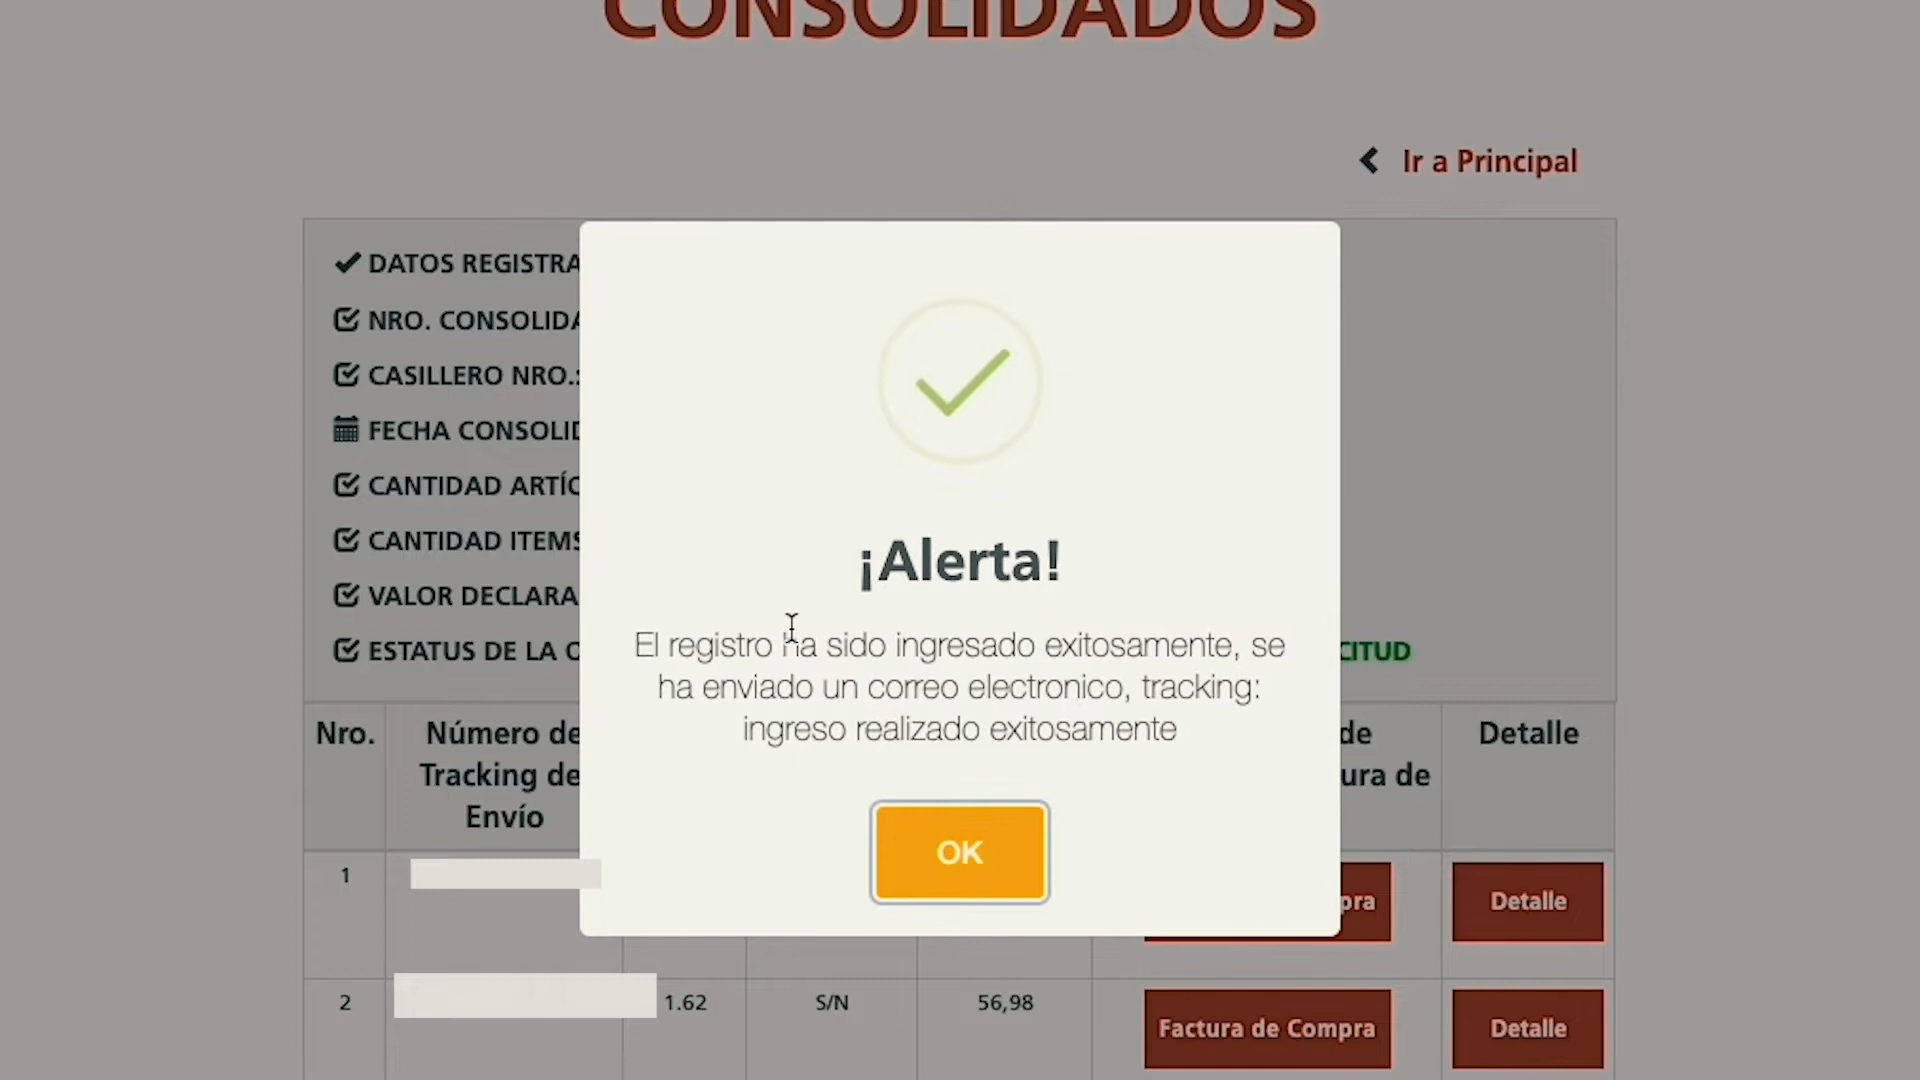 CONSOLIDADOS
Ir a Principal
DATOS REGISTRA
NRO. CONSOLIDA
CASILLERO NRO.:
FECHA CONSOLID
CANTIDAD ARTÍC
CANTIDAD ITEMS
VALOR DECLARA
ESTATUS DE LA O
CITUD
¡Alerta!
El registro ha sido ingresado exitosamente, se
ha enviado un correo electronico, tracking:
ingreso realizado exitosamente
OK
Nro.
Número de
Tracking de
Envío
de
ura de
Detalle
1
pra
Detalle
2
1.62
S/N
56,98
Factura de Compra
Detalle